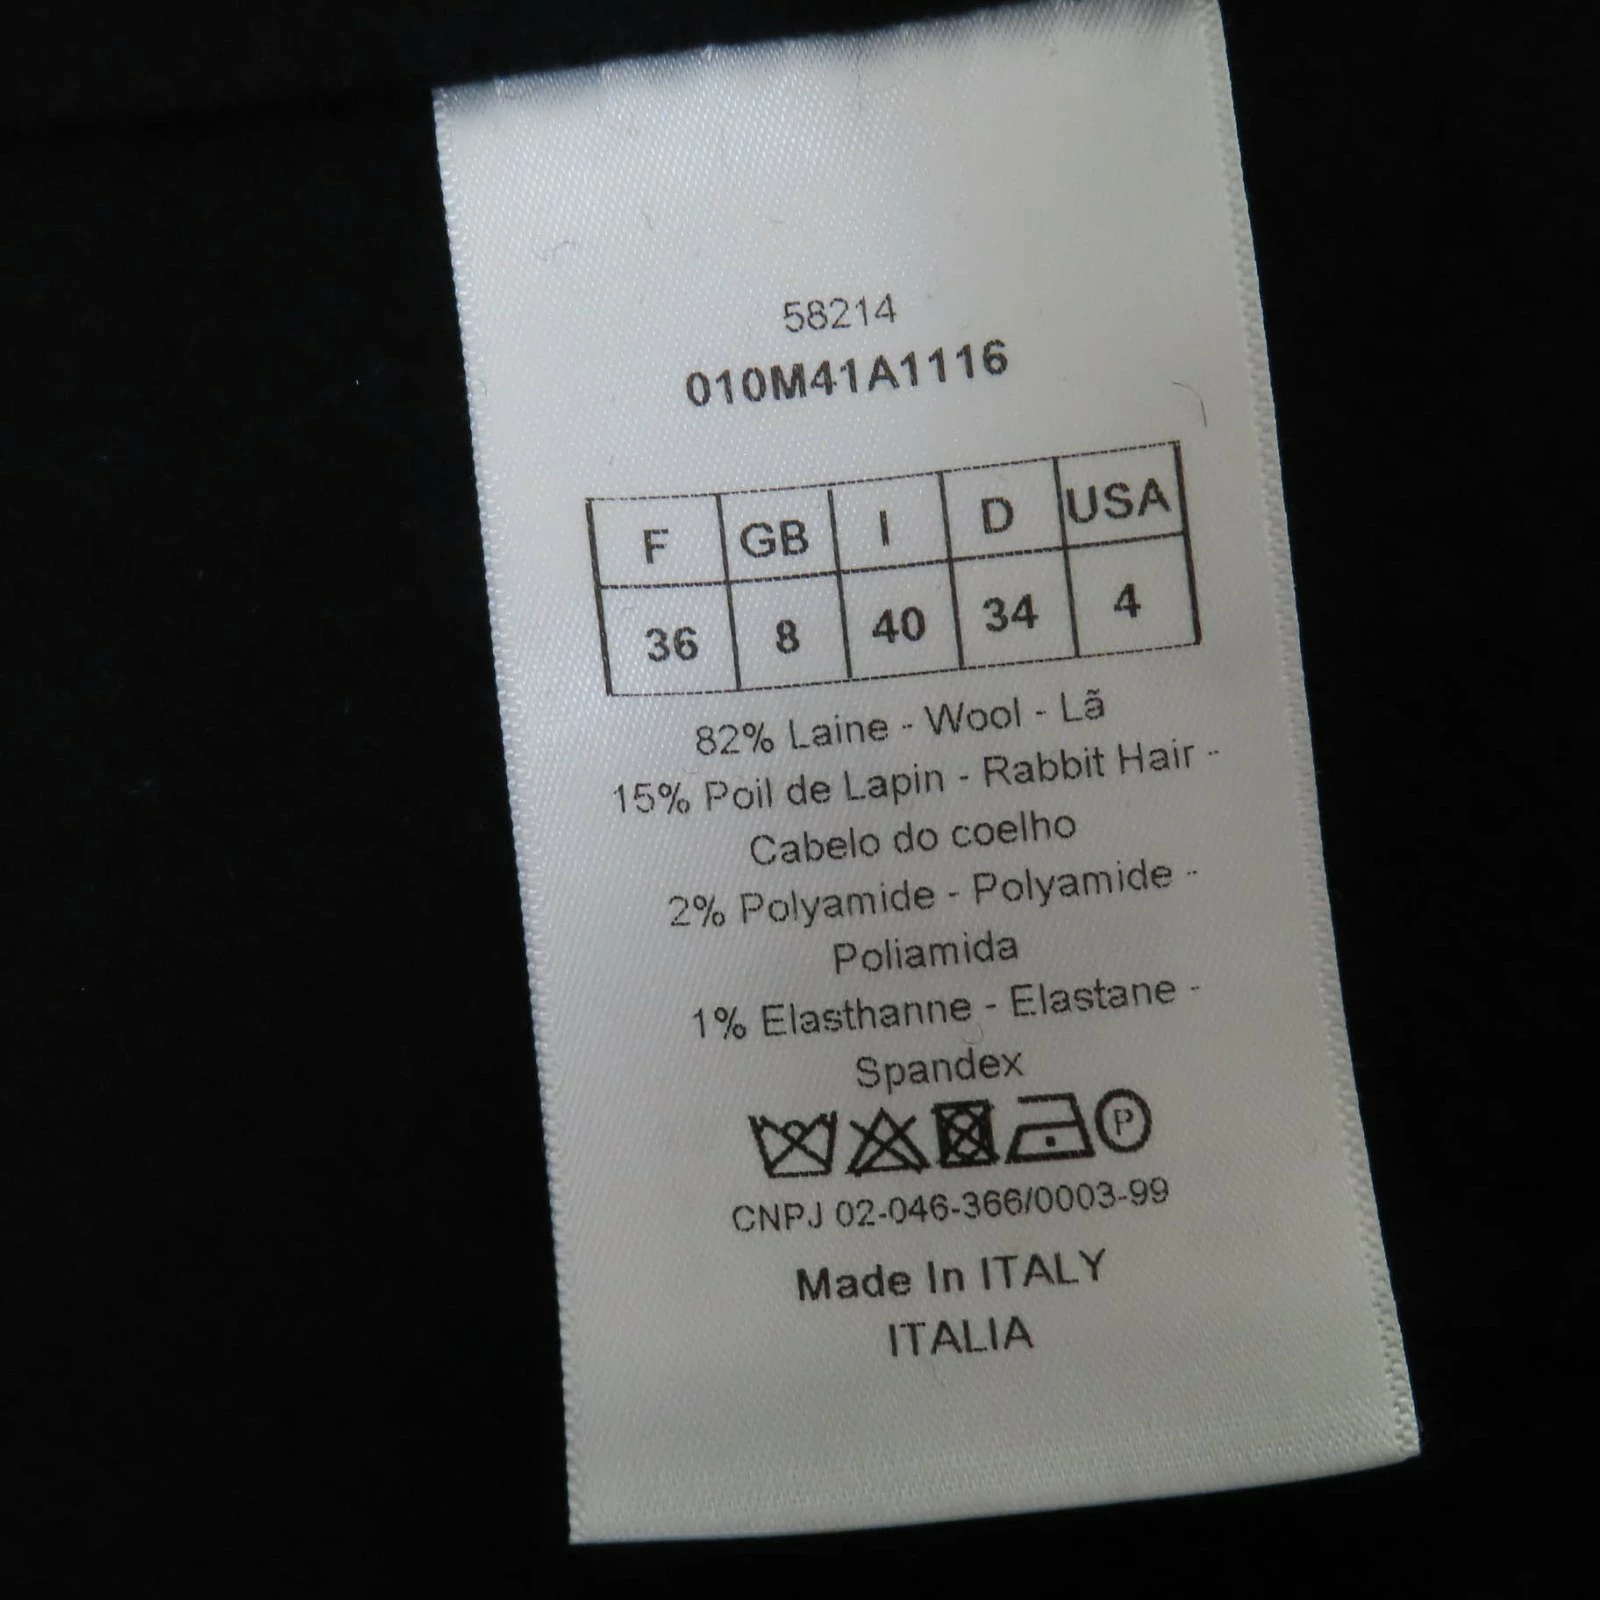 58214
010M41A1116
F GB I D USA
36 8 40 34 4
82% Laine - Wool - Lã
15% Poil de Lapin - Rabbit Hair -
Cabelo do coelho
2% Polyamide - Polyamide -
Poliamida
1% Elasthanne - Elastane -
Spandex
P
CNPJ 02-046-366/0003-99
Made In ITALY
ITALIA